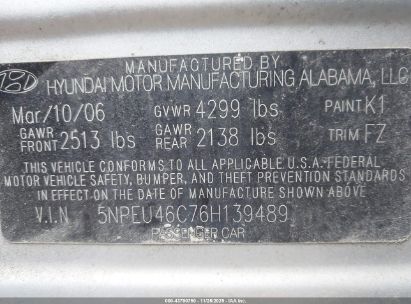 MANUFACTURED BY
HYUNDAI MOTOR MANUFACTURING ALABAMA, LLC
Mar/10/06 GVWR 4299 lbs PAINT K1
GAWR FRONT 2513 lbs GAWR REAR 2138 lbs TRIM FZ
THIS VEHICLE CONFORMS TO ALL APPLICABLE U.S.-FEDERAL
MOTOR VEHICLE SAFETY, BUMPER, AND THEFT PREVENTION STANDARDS
IN EFFECT ON THE DATE OF MANUFACTURE SHOWN ABOVE.
V.I.N 5NPEU46C76H139489
PASSENGER CAR